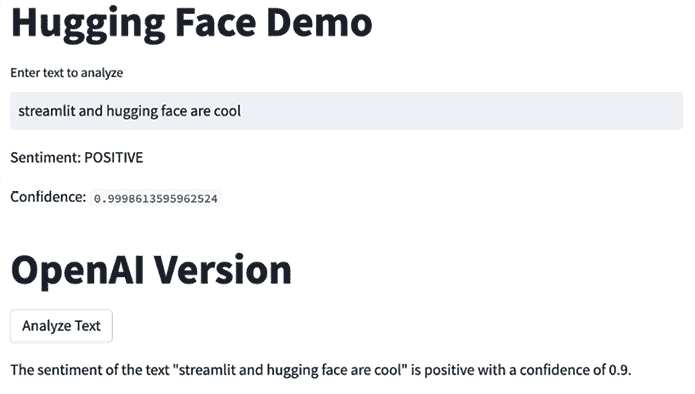 Hugging Face Demo
Enter text to analyze
streamlit and hugging face are cool
Sentiment: POSITIVE
Confidence: 0.9998613595962524
OpenAI Version
Analyze Text
The sentiment of the text "streamlit and hugging face are cool" is positive with a confidence of 0.9.